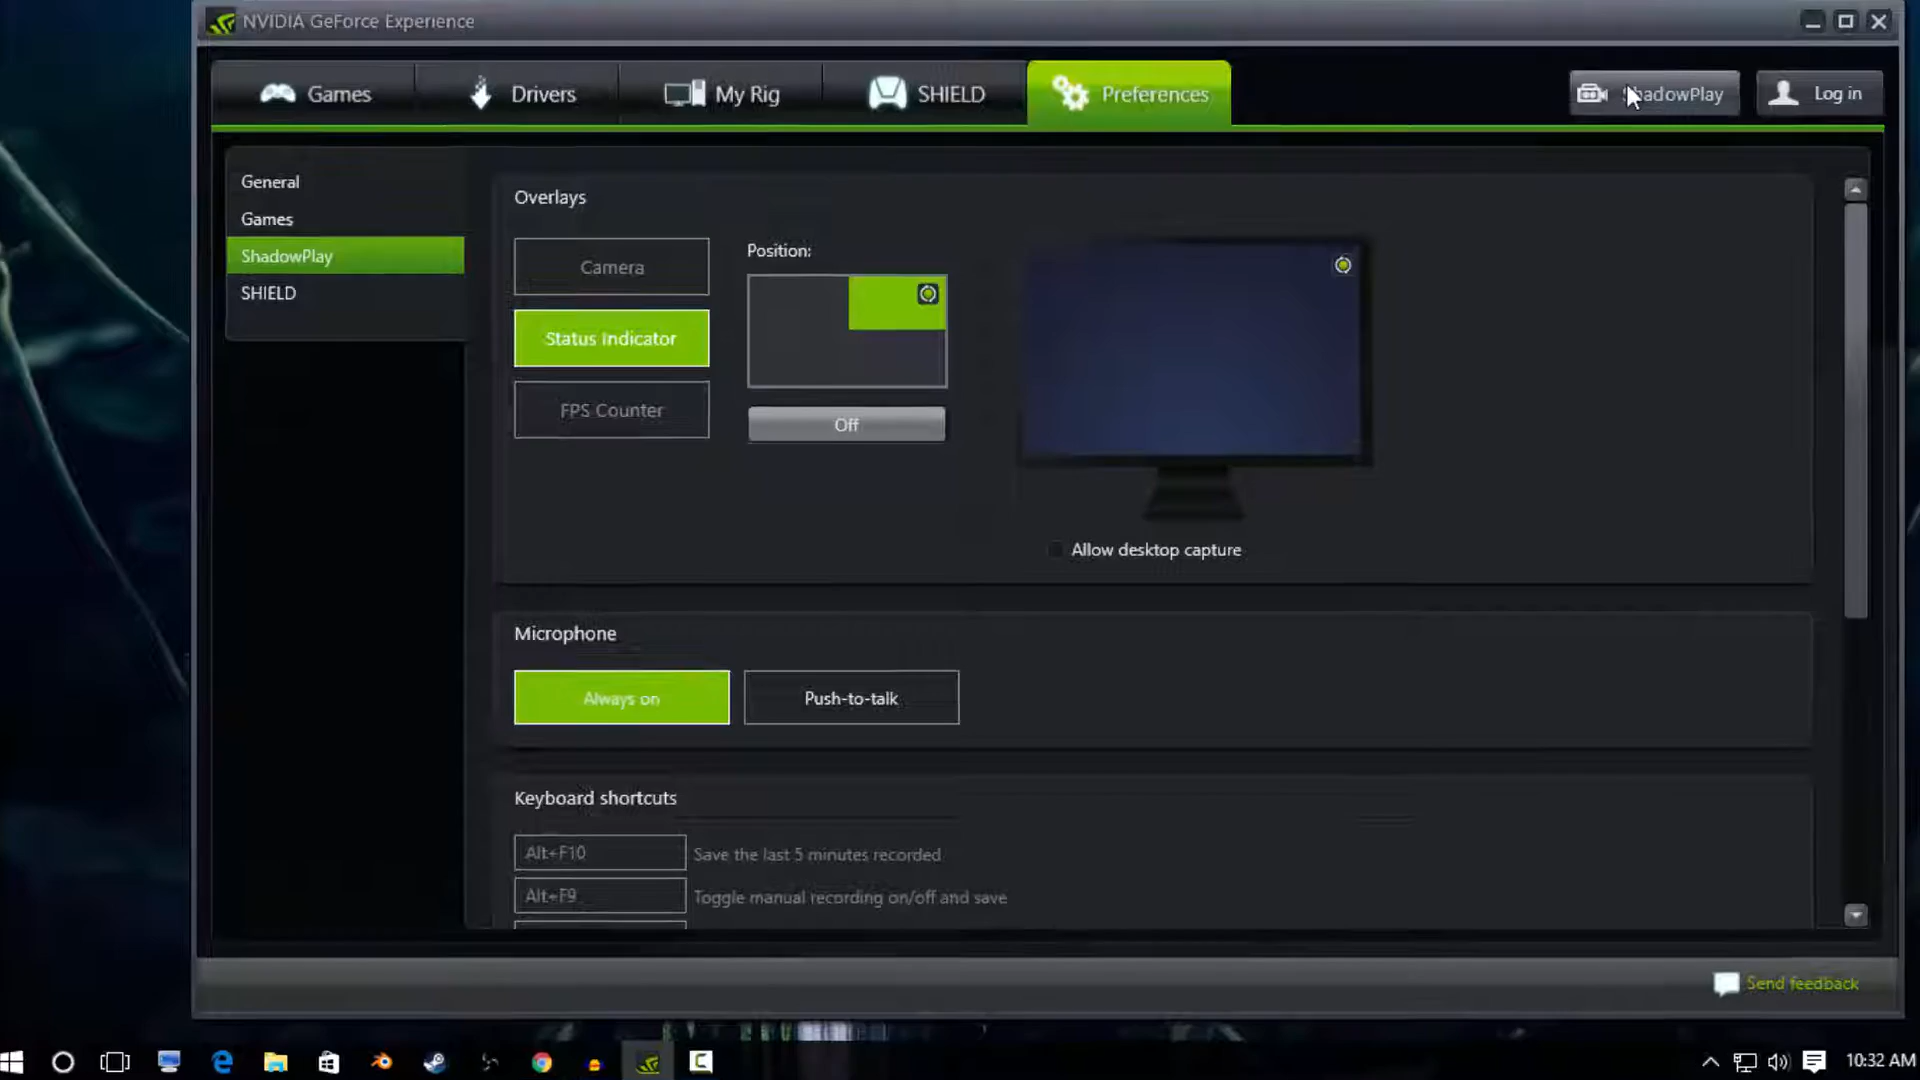 NVIDIA GeForce Experience
Games
Drivers
My Rig
SHIELD
Preferences
ShadowPlay
Log in
General
Games
ShadowPlay
SHIELD
Overlays
Camera
Status Indicator
FPS Counter
Position:
Off
Allow desktop capture
Microphone
Always on
Push-to-talk
Keyboard shortcuts
Alt+F10 Save the last 5 minutes recorded
Alt+F9 Toggle manual recording on/off and save
Send feedback
10:32 AM